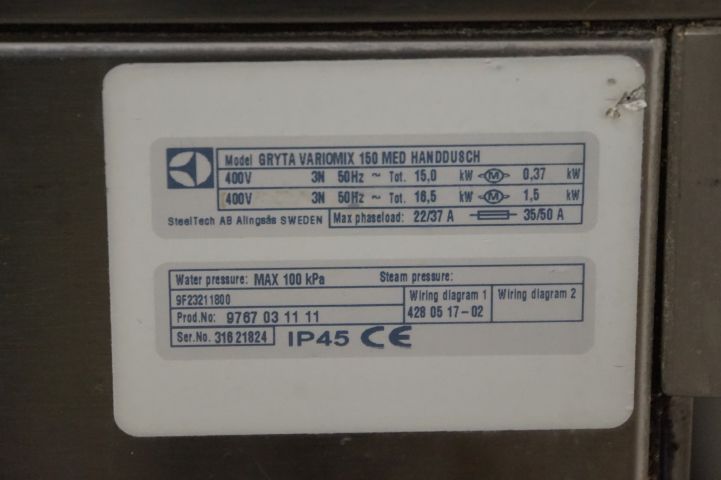 Model GRYTA VARIOMIX 150 MED HANDDUSCH
400V 3N 50Hz ~ Tot. 15,0 kW M 0,37 kW
400V 3N 50Hz ~ Tot. 16,5 kW M 1,5 kW
SteelTech AB Alingsås SWEDEN Max phaseload: 22/37 A 35/50 A
Water pressure: MAX 100 kPa Steam pressure:
9F23211800 Wiring diagram 1 Wiring diagram 2
Prod.No: 9767 03 11 11 428 05 17-02
Ser.No. 316 21824 IP45 CE